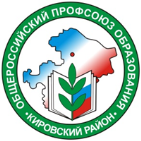 ОБЩЕРОССИЙСКИЙ ПРОФСОЮЗ ОБРАЗОВАНИЯ
•КИРОВСКИЙ РАЙОН•